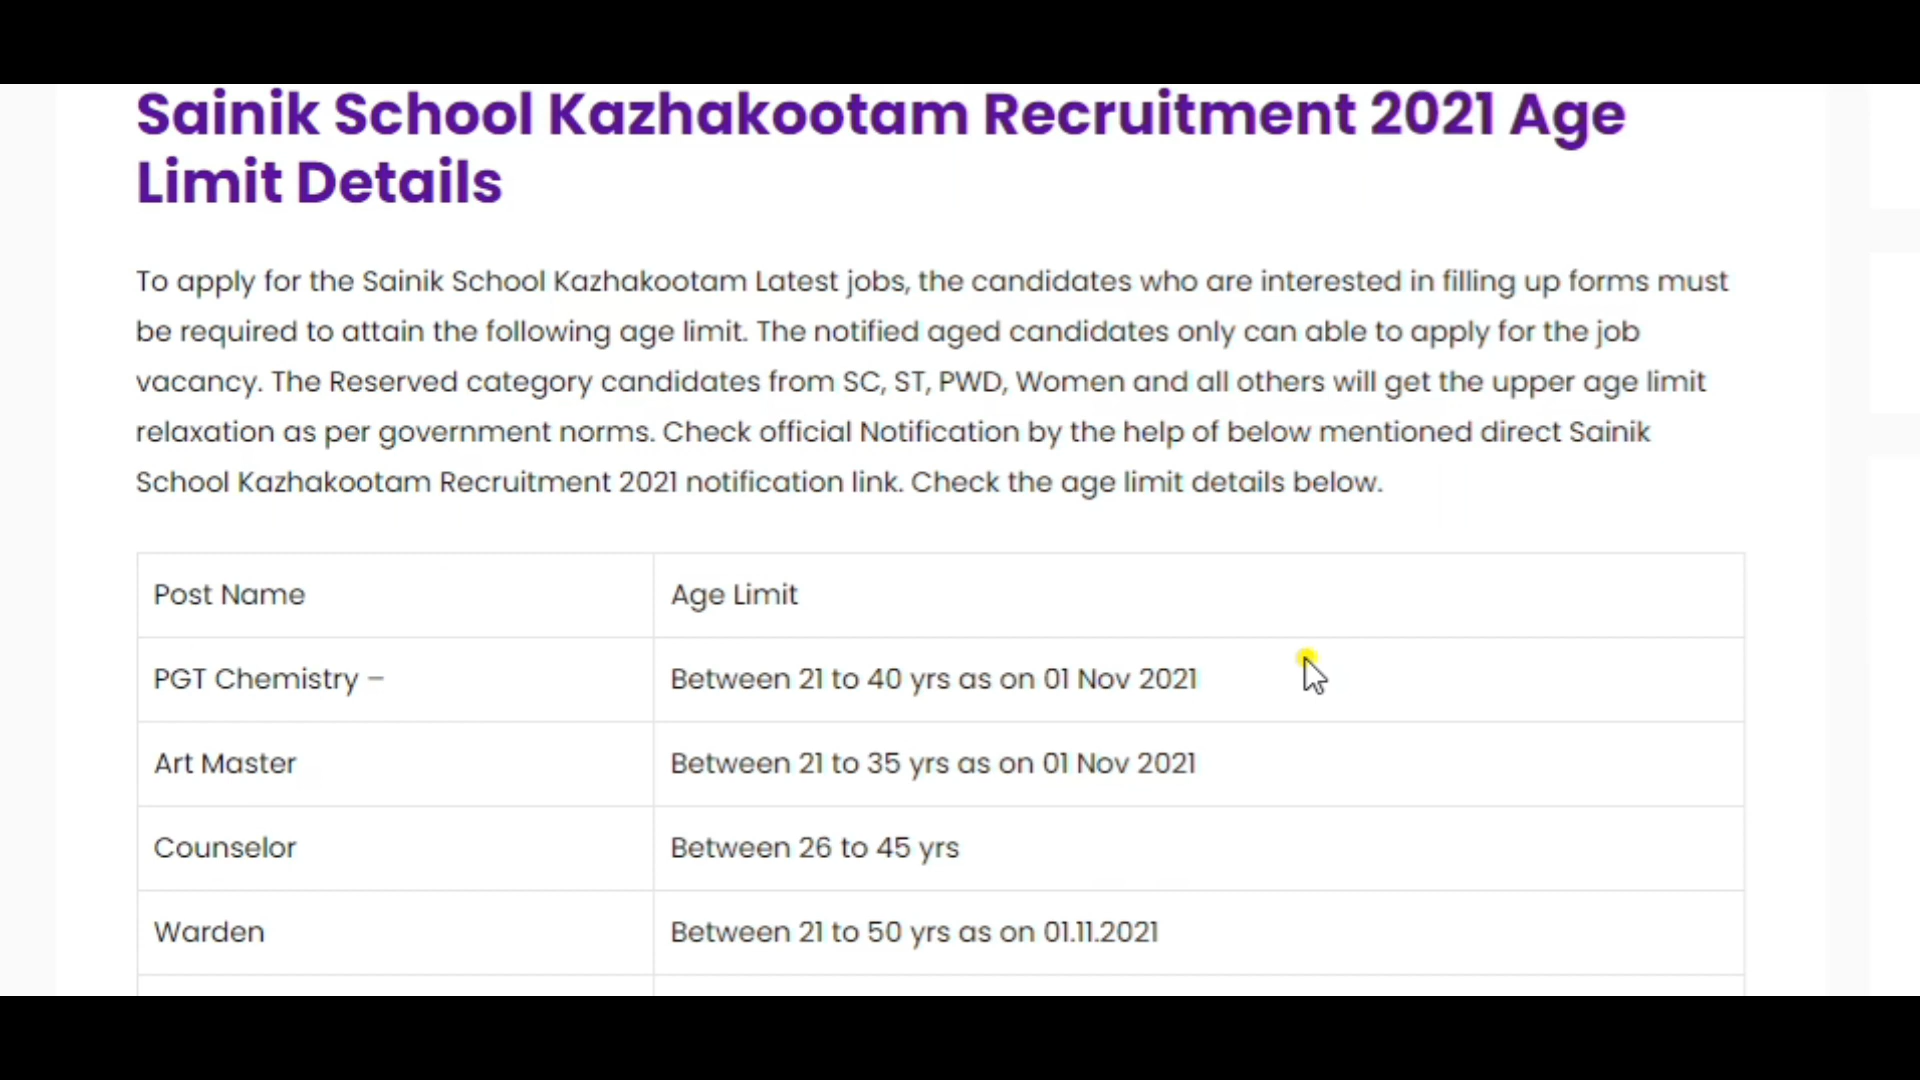 Sainik School Kazhakootam Recruitment 2021 Age
Limit Details
To apply for the Sainik School Kazhakootam Latest jobs, the candidates who are interested in filling up forms must
be required to attain the following age limit. The notified aged candidates only can able to apply for the job
vacancy. The Reserved category candidates from SC, ST, PWD, Women and all others will get the upper age limit
relaxation as per government norms. Check official Notification by the help of below mentioned direct Sainik
School Kazhakootam Recruitment 2021 notification link. Check the age limit details below.
Post Name Age Limit
PGT Chemistry – Between 21 to 40 yrs as on 01 Nov 2021
Art Master Between 21 to 35 yrs as on 01 Nov 2021
Counselor Between 26 to 45 yrs
Warden Between 21 to 50 yrs as on 01.11.2021